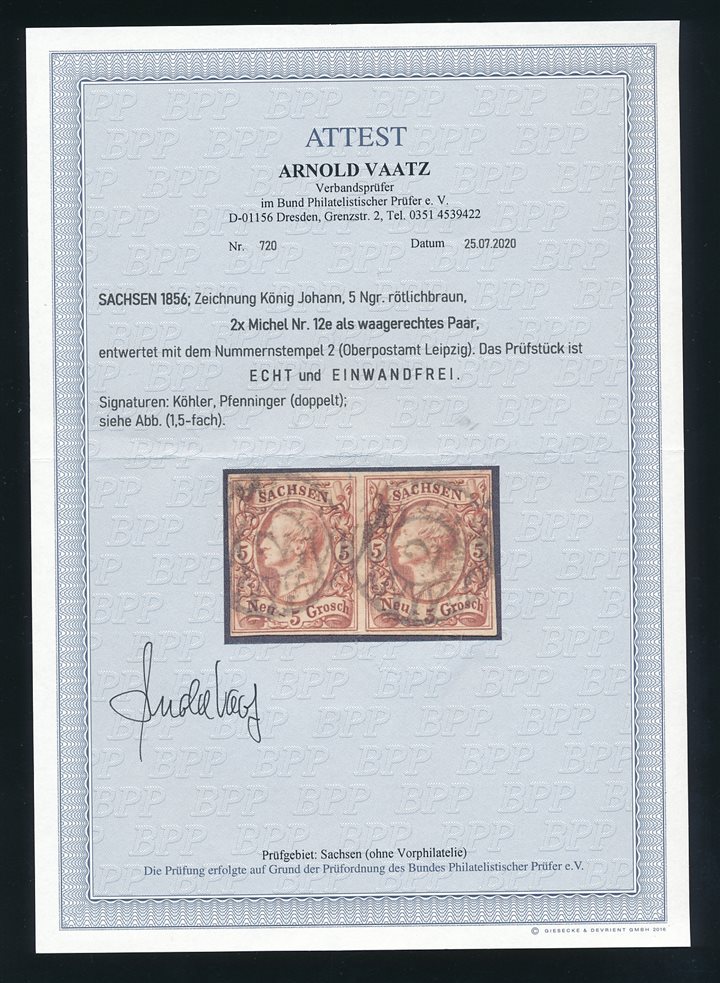 ATTEST
ARNOLD VAATZ
Verbandsprüfer
im Bund Philatelistischer Prüfer e. V.
D-01156 Dresden, Grenzstr. 2, Tel. 0351 4539422
Nr. 720 Datum 25.07.2020
SACHSEN 1856; Zeichnung König Johann, 5 Ngr. rötlichbraun,
2x Michel Nr. 12e als waagerechtes Paar,
entwertet mit dem Nummernstempel 2 (Oberpostamt Leipzig). Das Prüfstück ist
ECHT und EINWANDFREI.
Signaturen: Köhler, Pfenninger (doppelt);
siehe Abb. (1,5-fach).
SACHSEN SACHSEN
5 5 5 5
Neu - 5 Grosch Neu - 5 Grosch
Arnold Vaatz
Prüfgebiet: Sachsen (ohne Vorphilatelie)
Die Prüfung erfolgte auf Grund der Prüfordnung des Bundes Philatelistischer Prüfer e.V.
© GIESECKE & DEVRIENT GMBH 2016